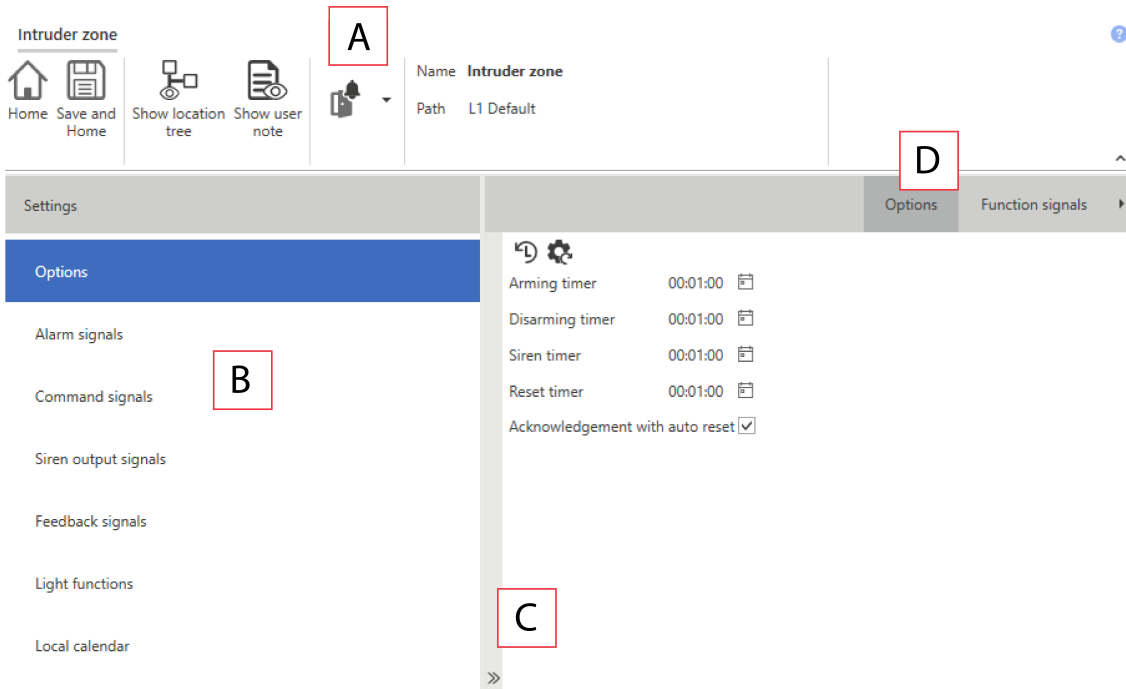 A
Intruder zone
?
Name Intruder zone
Home Save and Home Show location tree Show user note
Path L1 Default
D
Settings
Options Function signals
Options
Arming timer 00:01:00
Alarm signals
Disarming timer 00:01:00
B
Siren timer 00:01:00
Command signals
Reset timer 00:01:00
Acknowledgement with auto reset
Siren output signals
Feedback signals
Light functions
C
Local calendar